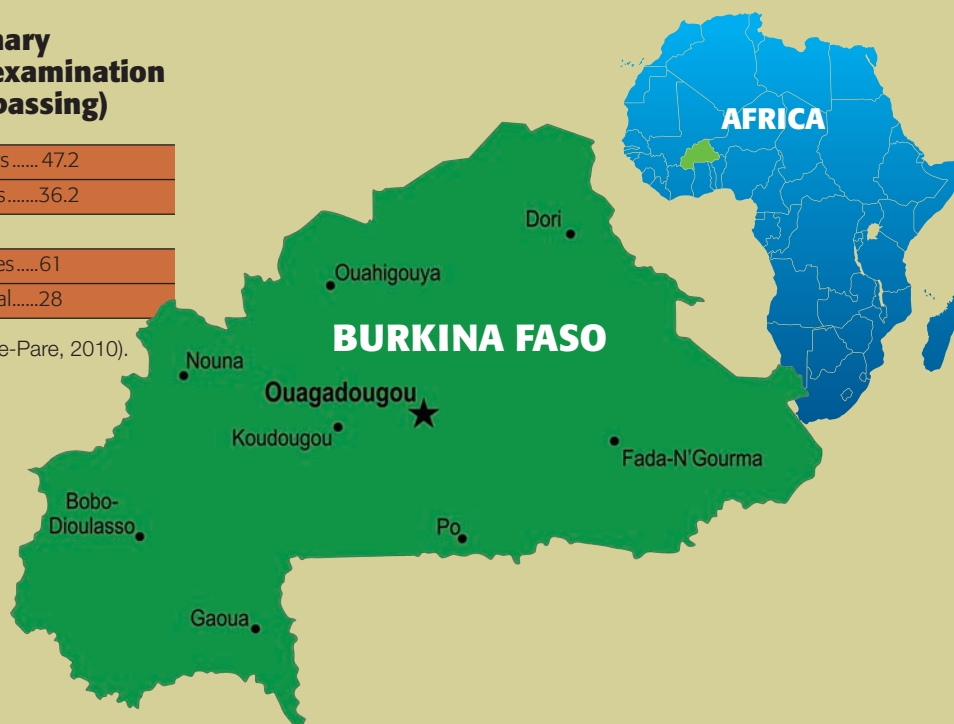 nary
examination
passing)
s ...... 47.2
s.......36.2
es.....61
al......28
e-Pare, 2010).
AFRICA
Dori
Ouahigouya
BURKINA FASO
Nouna
Ouagadougou
Koudougou
Fada-N'Gourma
Bobo-
Dioulasso
Po
Gaoua